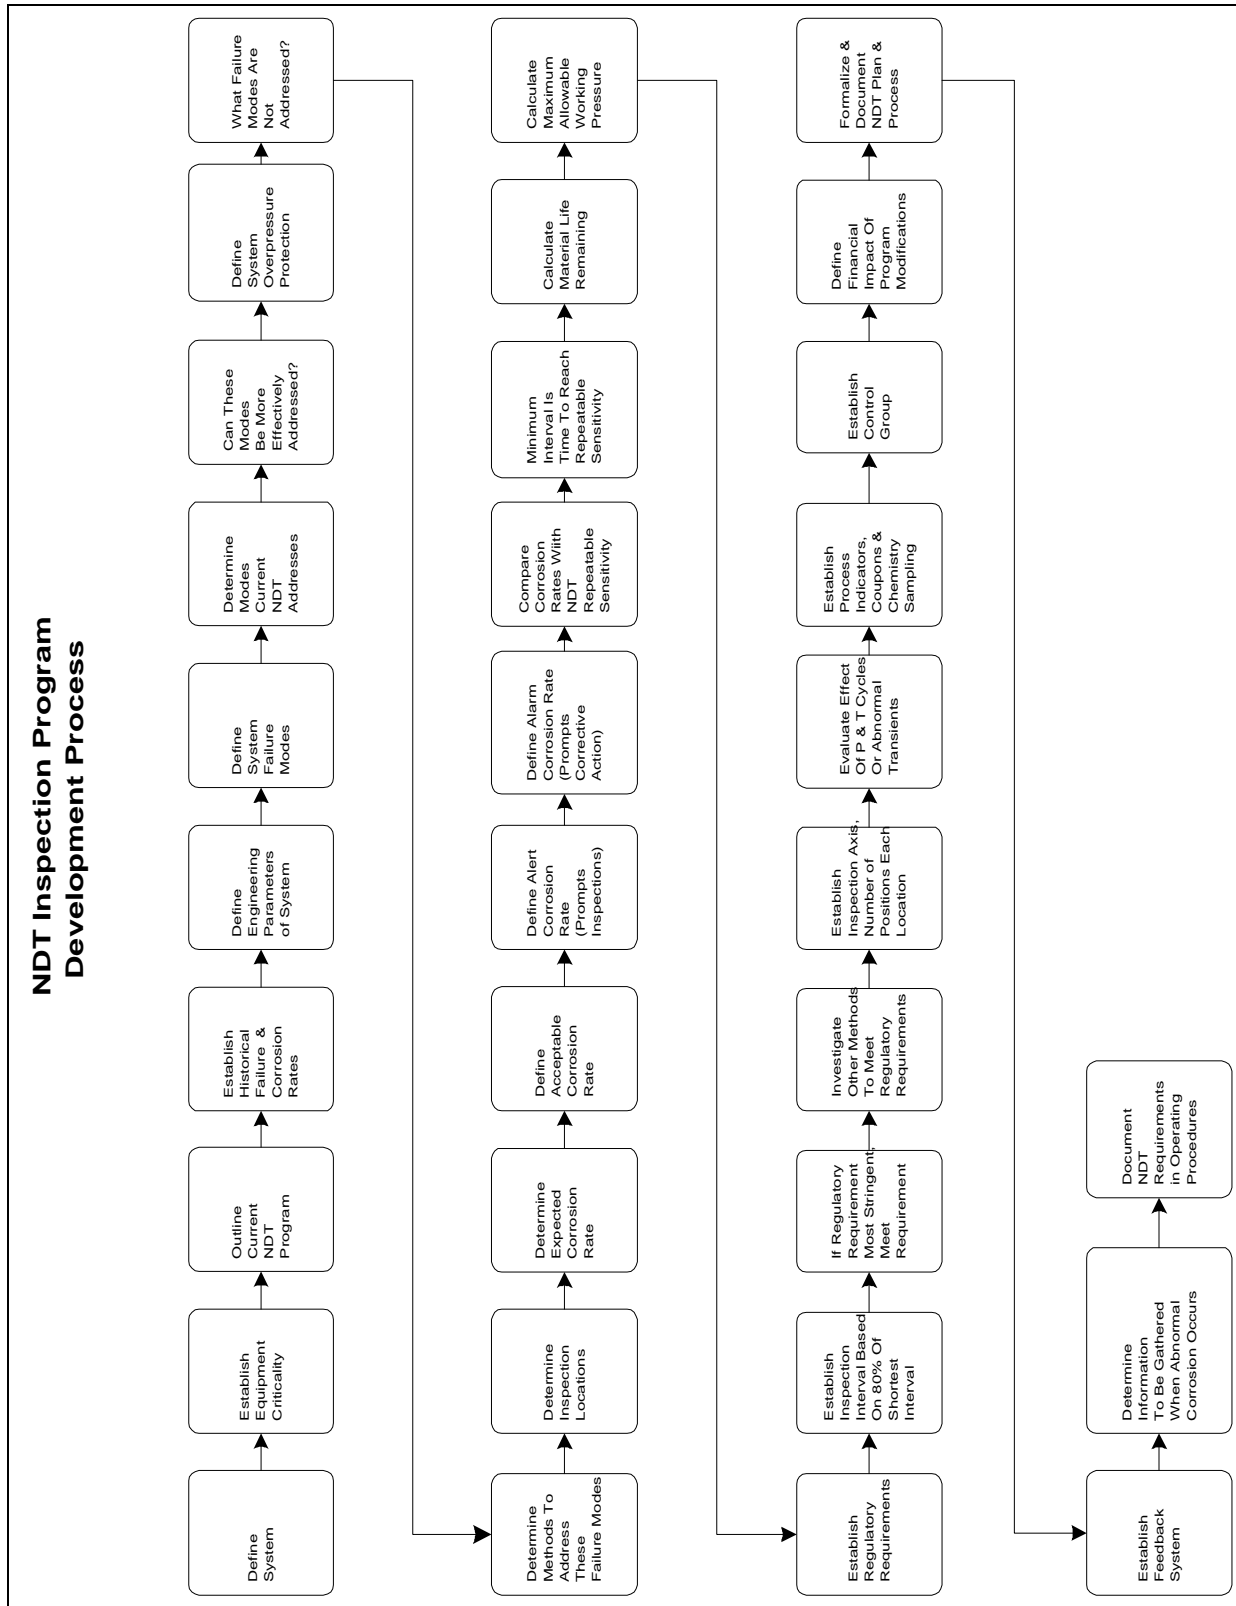 NDT Inspection Program
Development Process
Define
System
Establish
Equipment
Criticality
Outline
Current
NDT
Program
Establish
Historical
Failure &
Corrosion
Rates
Define
Engineering
Parameters
of System
Define
System
Failure
Modes
Determine
Modes
Current
NDT
Addresses
Can These
Modes
Be More
Effectively
Addressed?
Define
System
Overpressure
Protection
What Failure
Modes Are
Not
Addressed?
Determine
Methods To
Address
These
Failure Modes
Determine
Inspection
Locations
Determine
Expected
Corrosion
Rate
Define
Acceptable
Corrosion
Rate
Define Alert
Corrosion
Rate
(Prompts
Inspections)
Define Alarm
Corrosion Rate
(Prompts
Corrective
Action)
Compare
Corrosion
Rates Wiith
NDT
Repeatable
Sensitivity
Minimum
Interval Is
Time To Reach
Repeatable
Sensitivity
Calculate
Material Life
Remaining
Calculate
Maximum
Allowable
Working
Pressure
Establish
Regulatory
Requirements
Establish
Inspection
Interval Based
On 80% Of
Shortest
Interval
If Regulatory
Requirement
Most Stringent,
Meet
Requirement
Investigate
Other Methods
To Meet
Regulatory
Requirements
Establish
Inspection Axis,
Number of
Positions Each
Location
Evaluate Effect
Of P & T Cycles
Or Abnormal
Transients
Establish
Process
Indicators,
Coupons &
Chemistry
Sampling
Establish
Control
Group
Define
Financial
Impact Of
Program
Modifications
Formalize &
Document
NDT Plan &
Process
Establish
Feedback
System
Determine
Information
To Be Gathered
When Abnormal
Corrosion Occurs
Document
NDT
Requirements
in Operating
Procedures